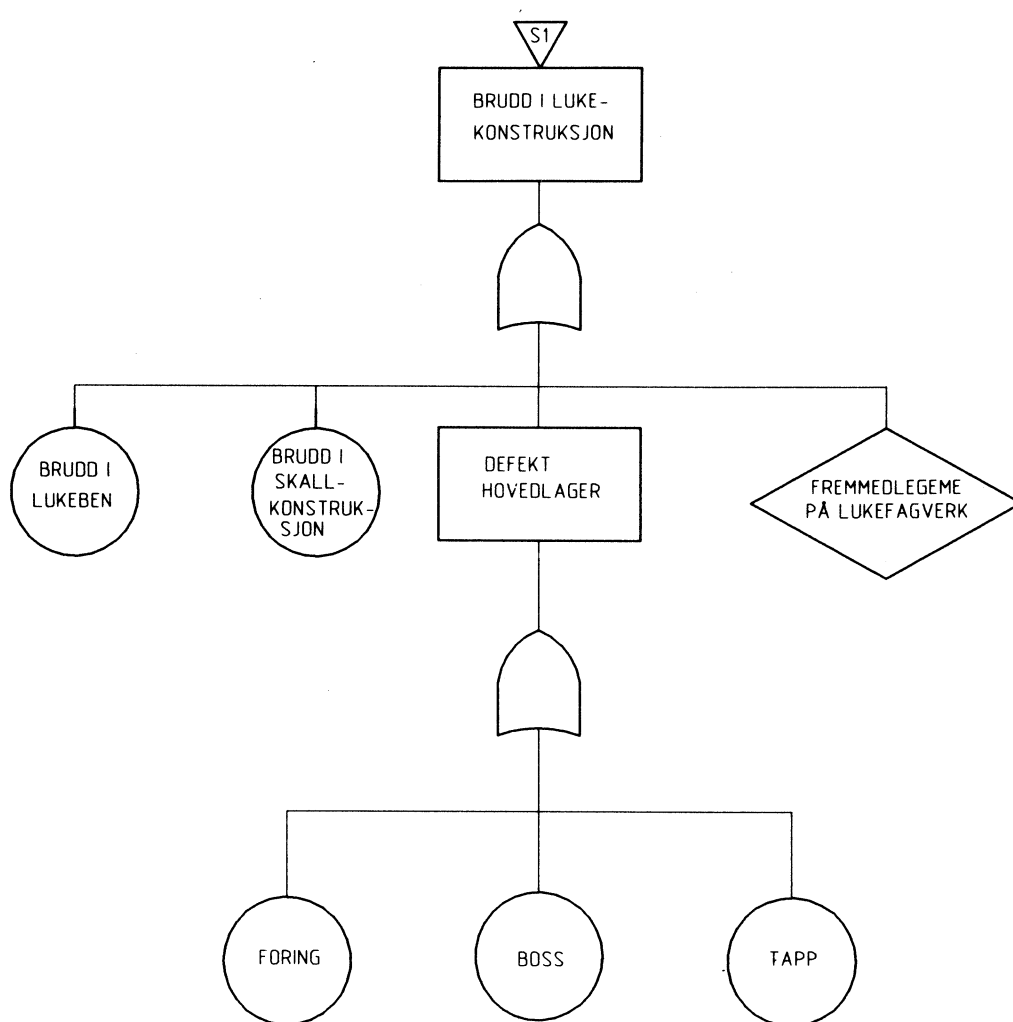 S1
BRUDD I LUKE-
KONSTRUKSJON
BRUDD I
LUKEBEN
BRUDD I
SKALL-
KONSTRUK-
SJON
DEFEKT
HOVEDLAGER
FREMMEDLEGEME
PÅ LUKEFAGVERK
FORING
BOSS
TAPP